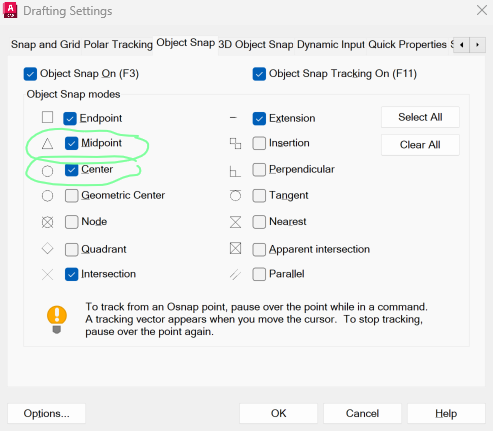 A
CAD
Drafting Settings
Snap and Grid Polar Tracking Object Snap 3D Object Snap Dynamic Input Quick Properties
Object Snap On (F3)
Object Snap Tracking On (F11)
Object Snap modes
Endpoint
Extension
Select All
Midpoint
Insertion
Clear All
Center
Perpendicular
Geometric Center
Tangent
Node
Nearest
Quadrant
Apparent intersection
Intersection
Parallel
To track from an Osnap point, pause over the point while in a command.
A tracking vector appears when you move the cursor. To stop tracking,
pause over the point again.
Options...
OK
Cancel
Help